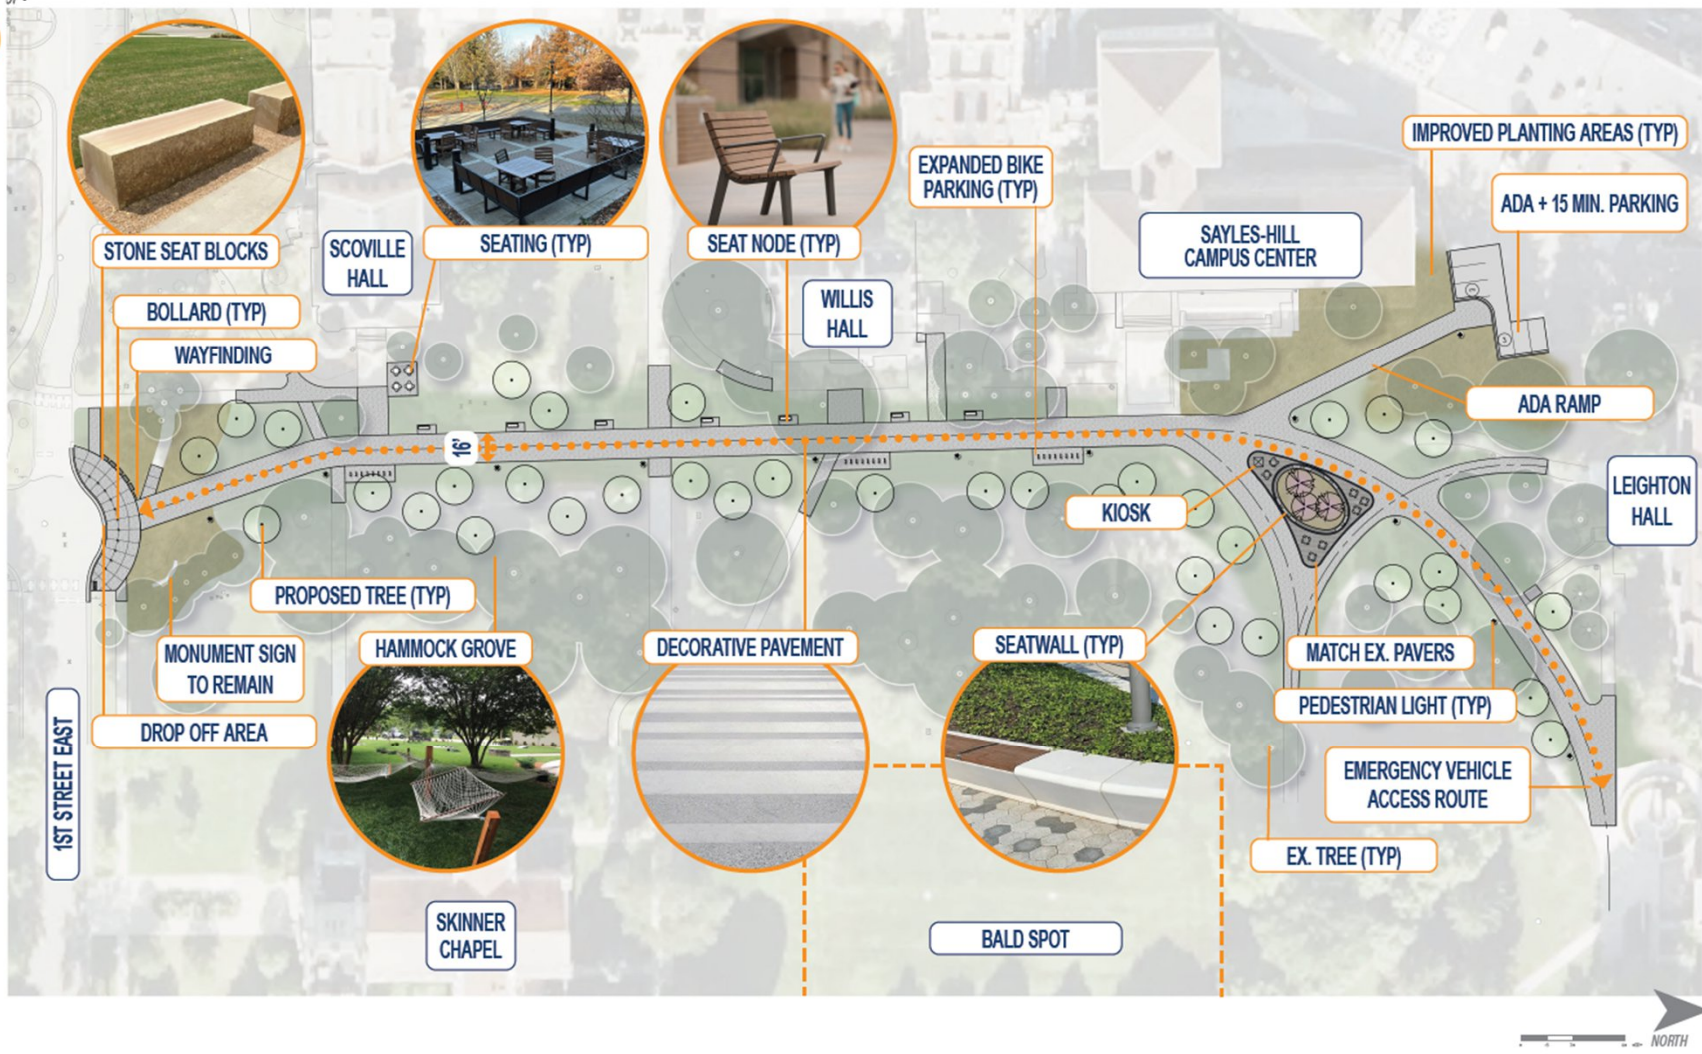 IMPROVED PLANTING AREAS (TYP)
EXPANDED BIKE
PARKING (TYP)
ADA + 15 MIN. PARKING
STONE SEAT BLOCKS
SCOVILLE
HALL
SEATING (TYP)
SEAT NODE (TYP)
SAYLES-HILL
CAMPUS CENTER
BOLLARD (TYP)
WILLIS
HALL
WAYFINDING
ADA RAMP
16'
LEIGHTON
HALL
KIOSK
PROPOSED TREE (TYP)
MONUMENT SIGN
TO REMAIN
HAMMOCK GROVE
DECORATIVE PAVEMENT
SEATWALL (TYP)
MATCH EX. PAVERS
PEDESTRIAN LIGHT (TYP)
DROP OFF AREA
1ST STREET EAST
EMERGENCY VEHICLE
ACCESS ROUTE
EX. TREE (TYP)
SKINNER
CHAPEL
BALD SPOT
NORTH